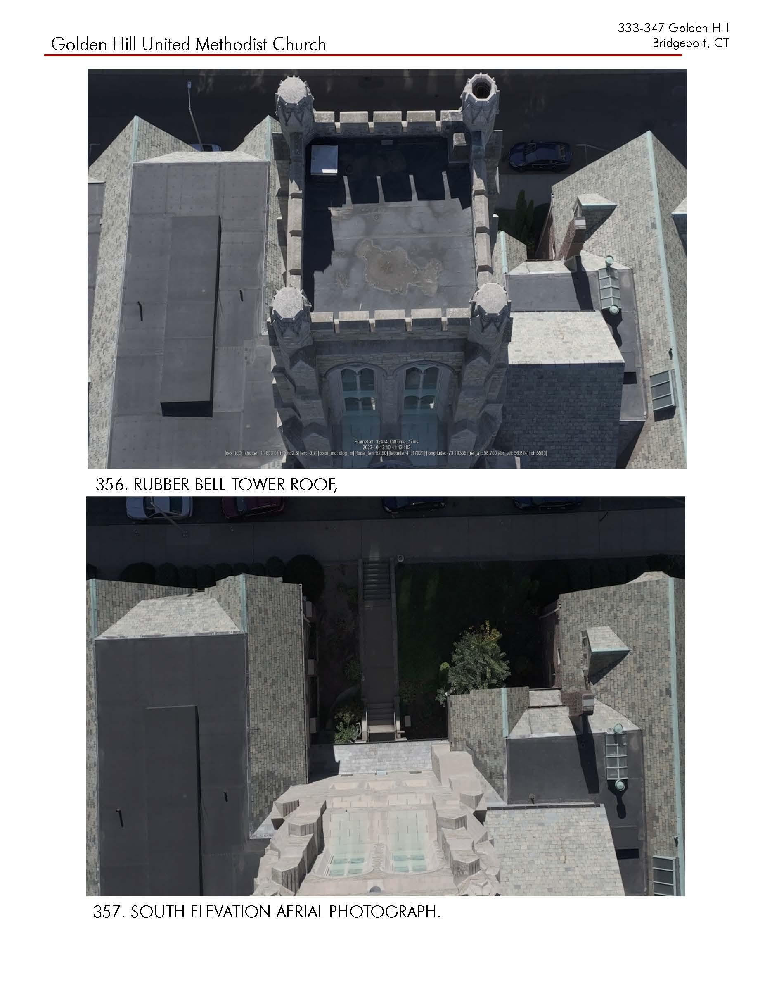 333-347 Golden Hill
Golden Hill United Methodist Church
Bridgeport, CT
FrameCnt: 12414, DiffTime: 17ms
2023-10-13 10:41:43.183
[iso: 100] [shutter: 1/1600.0] [fnum: 2.8] [ev: -0.7] [color_md: dlog_m] [focal_len: 52.50] [latitude: 41.17921] [longitude: -73.19335] [rel_alt: 58.700 abs_alt: 56.824] [ct: 5500]
356. RUBBER BELL TOWER ROOF,
357. SOUTH ELEVATION AERIAL PHOTOGRAPH.